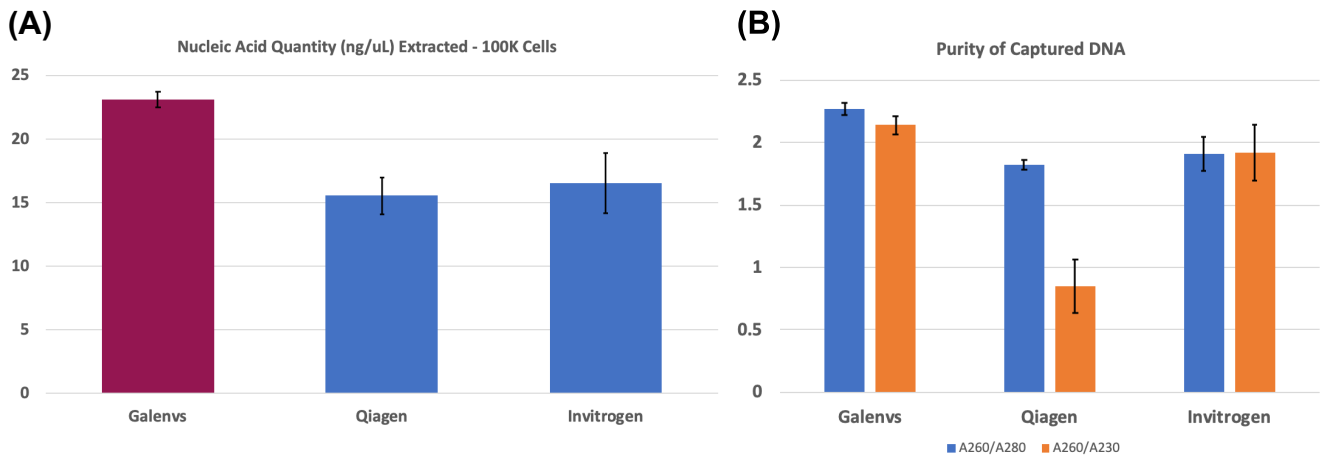 (A)
Nucleic Acid Quantity (ng/uL) Extracted - 100K Cells
25
20
15
10
5
0
Galenvs Qiagen Invitrogen
(B)
Purity of Captured DNA
2.5
2
1.5
1
0.5
0
Galenvs Qiagen Invitrogen
A260/A280 A260/A230